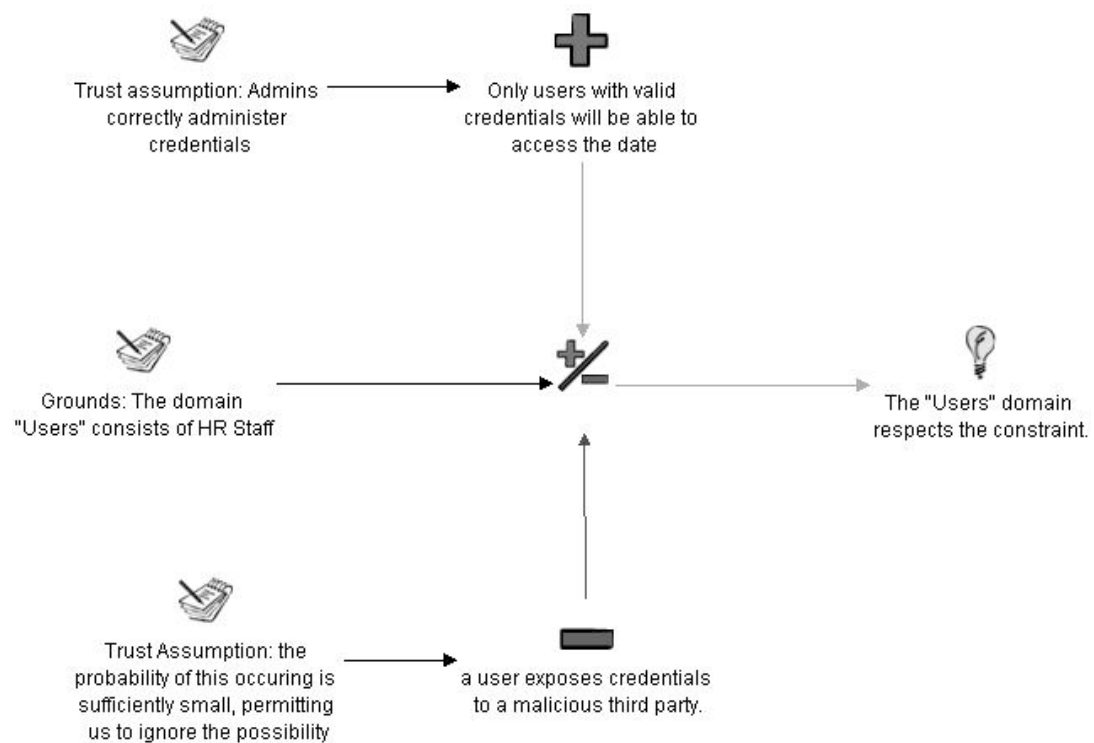 Trust assumption: Admins
correctly administer
credentials
Only users with valid
credentials will be able to
access the date
Grounds: The domain
"Users" consists of HR Staff
The "Users" domain
respects the constraint.
Trust Assumption: the
probability of this occuring is
sufficiently small, permitting
us to ignore the possibility
a user exposes credentials
to a malicious third party.